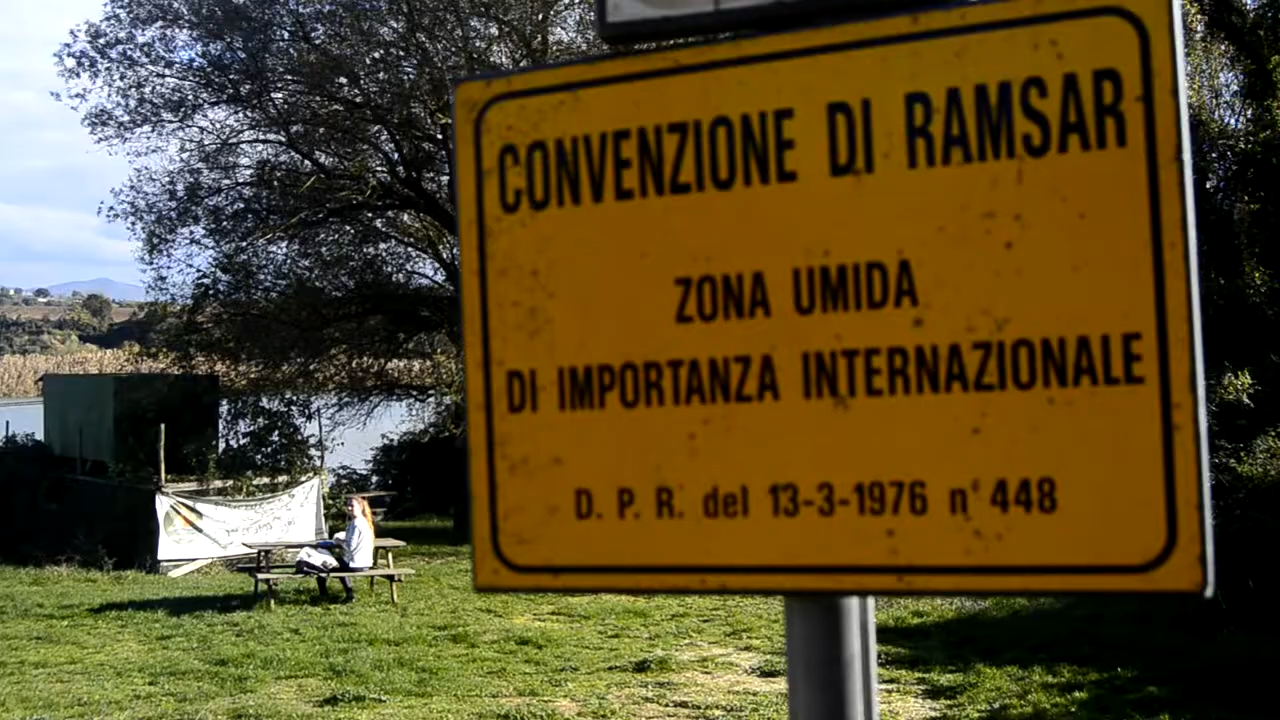 CONVENZIONE DI RAMSAR
ZONA UMIDA
DI IMPORTANZA INTERNAZIONALE
D. P. R. del 13-3-1976 n° 448